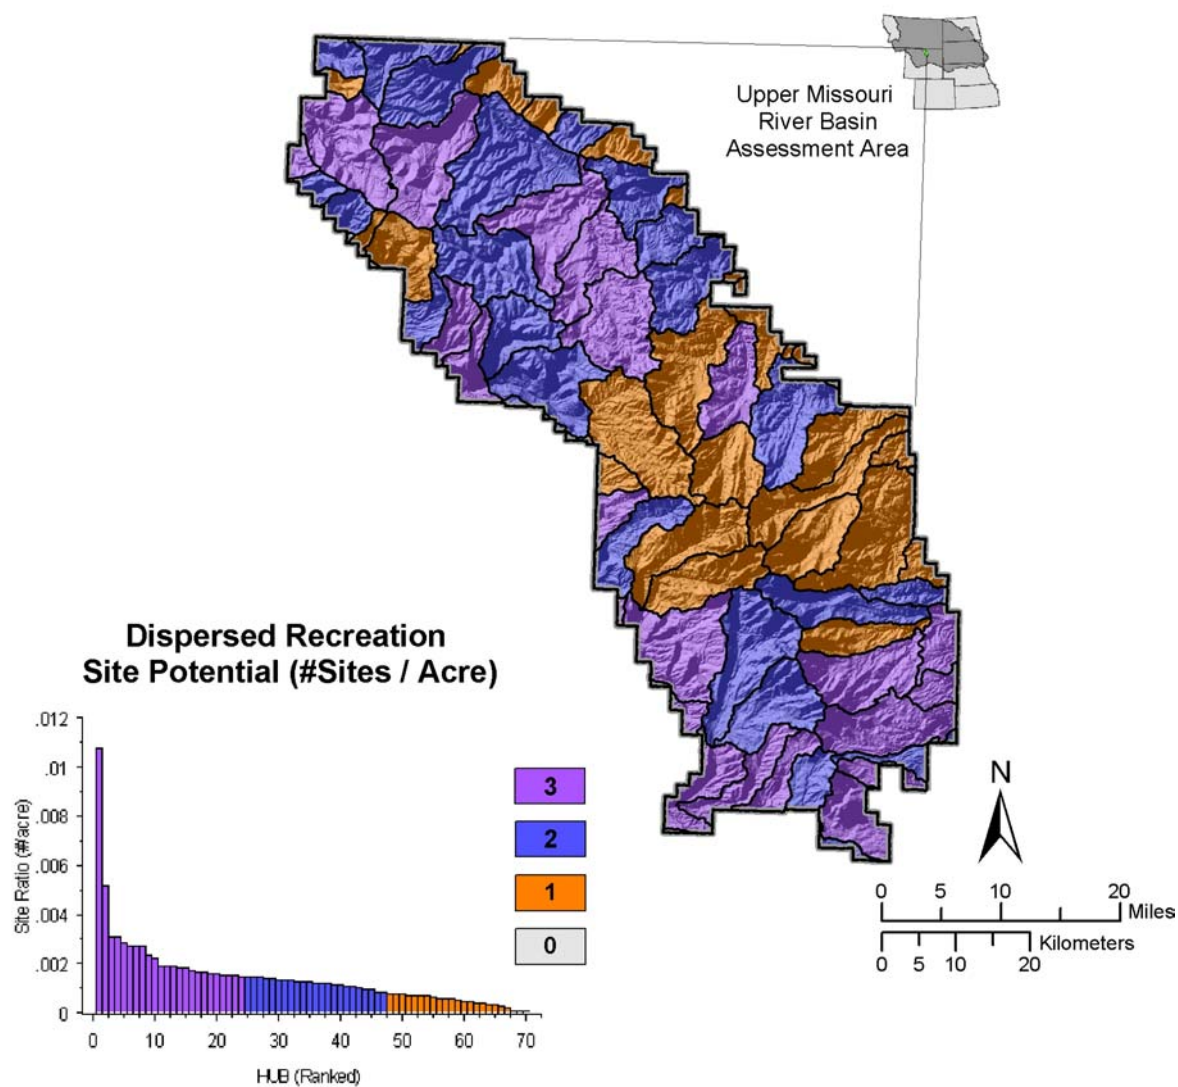 Upper Missouri
River Basin
Assessment Area
Dispersed Recreation
Site Potential (#Sites / Acre)
.012
.01
.008
.006
.004
.002
0
Site Ratio (#/acre)
0 10 20 30 40 50 60 70
HUB (Ranked)
3
2
1
0
N
0 5 10 20
Miles
Kilometers
0 5 10 20